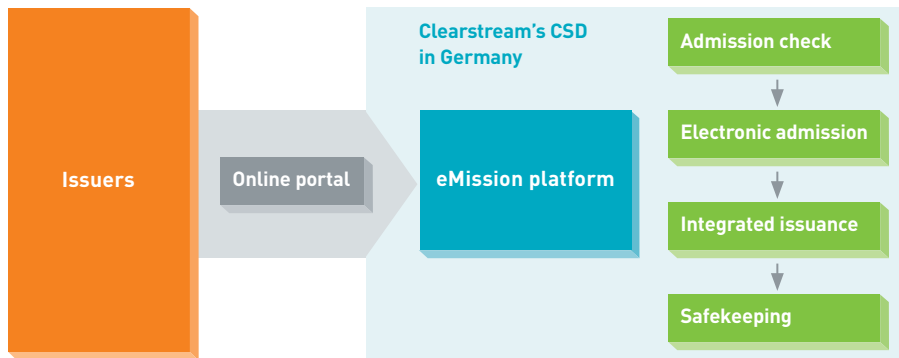 Issuers
Online portal
Clearstream's CSD
in Germany
eMission platform
Admission check
Electronic admission
Integrated issuance
Safekeeping